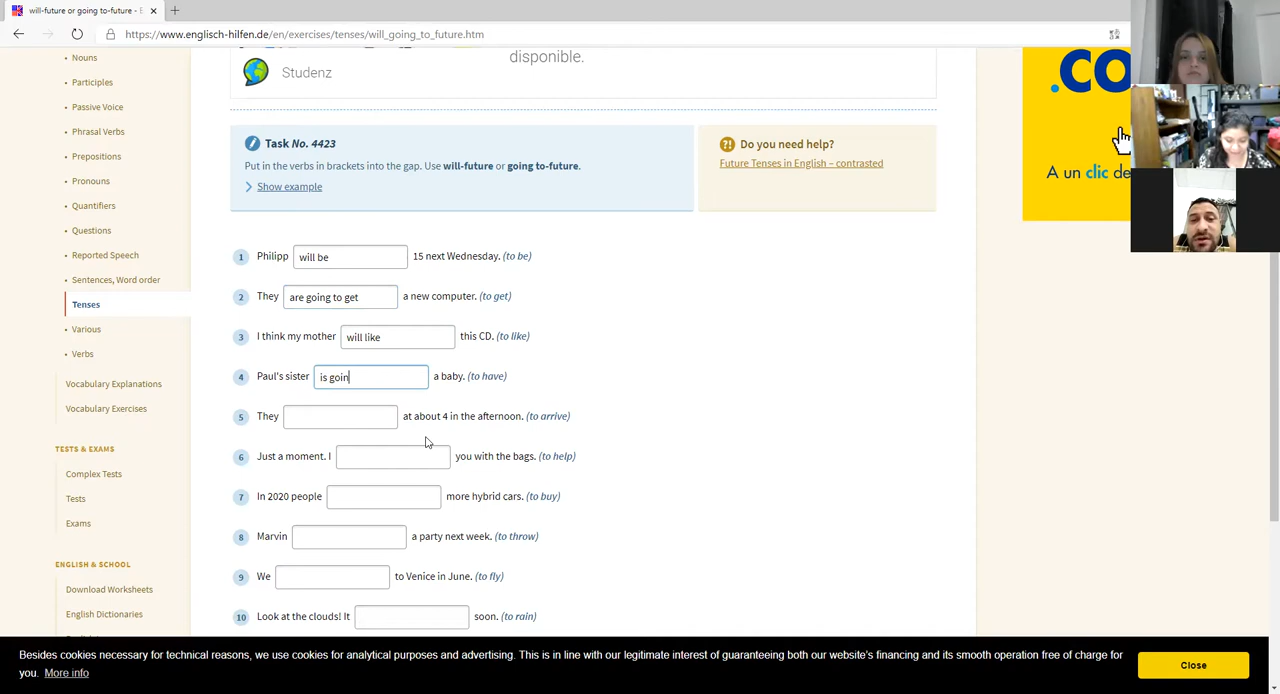 will-future or going to-future - E
https://www.englisch-hilfen.de/en/exercises/tenses/will_going_to_future.htm
Nouns
Participles
Passive Voice
Phrasal Verbs
Prepositions
Pronouns
Quantifiers
Questions
Reported Speech
Sentences, Word order
Tenses
Various
Verbs
Vocabulary Explanations
Vocabulary Exercises
TESTS & EXAMS
Complex Tests
Tests
Exams
ENGLISH & SCHOOL
Download Worksheets
English Dictionaries
disponible.
Studenz
Task No. 4423
Put in the verbs in brackets into the gap. Use will-future or going to-future.
Show example
Do you need help?
Future Tenses in English – contrasted
1 Philipp will be 15 next Wednesday. (to be)
2 They are going to get a new computer. (to get)
3 I think my mother will like this CD. (to like)
4 Paul's sister is goin a baby. (to have)
5 They at about 4 in the afternoon. (to arrive)
6 Just a moment. I you with the bags. (to help)
7 In 2020 people more hybrid cars. (to buy)
8 Marvin a party next week. (to throw)
9 We to Venice in June. (to fly)
10 Look at the clouds! It soon. (to rain)
.co
A un clic de
Besides cookies necessary for technical reasons, we use cookies for analytical purposes and advertising. This is in line with our legitimate interest of guaranteeing both our website's financing and its smooth operation free of charge for
you. More info
Close